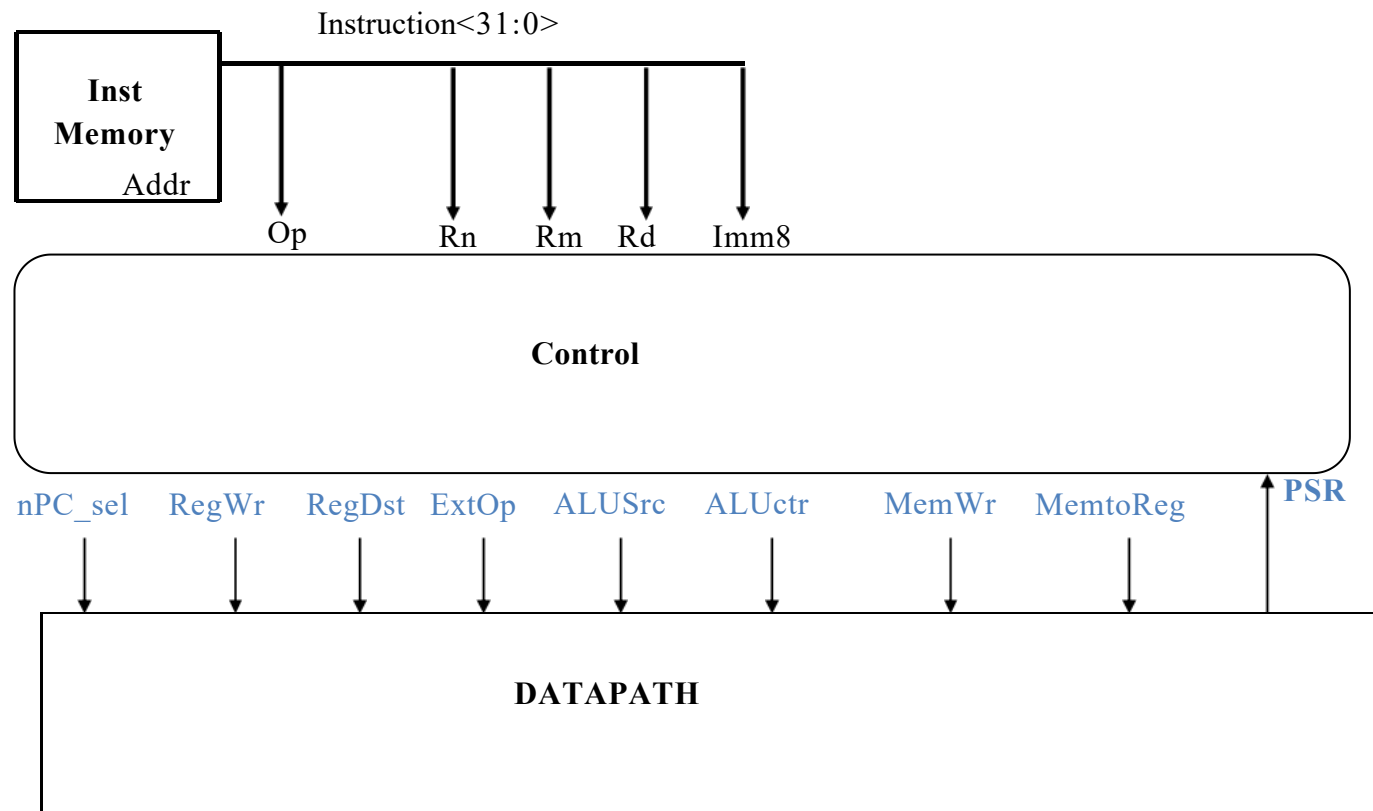 Instruction<31:0>
Inst
Memory
Addr
Op Rn Rm Rd Imm8
Control
nPC_sel RegWr RegDst ExtOp ALUSrc ALUctr MemWr MemtoReg PSR
DATAPATH